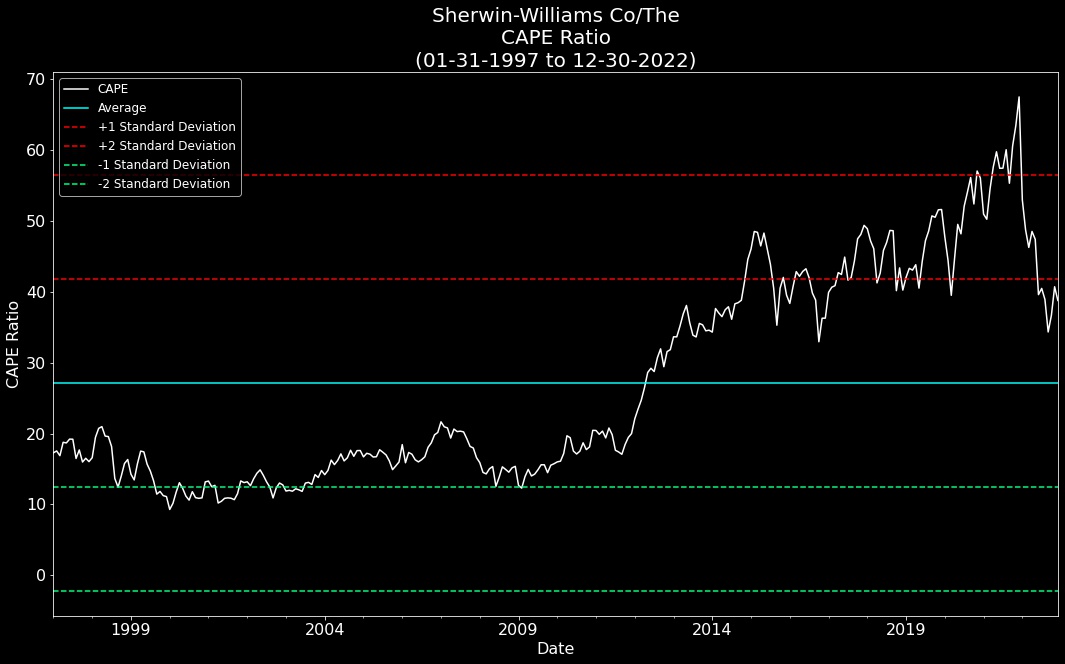 Sherwin-Williams Co/The
CAPE Ratio
(01-31-1997 to 12-30-2022)
70
60
50
40
30
20
10
0
CAPE Ratio
CAPE
Average
+1 Standard Deviation
+2 Standard Deviation
-1 Standard Deviation
-2 Standard Deviation
1999
2004
2009
2014
2019
Date